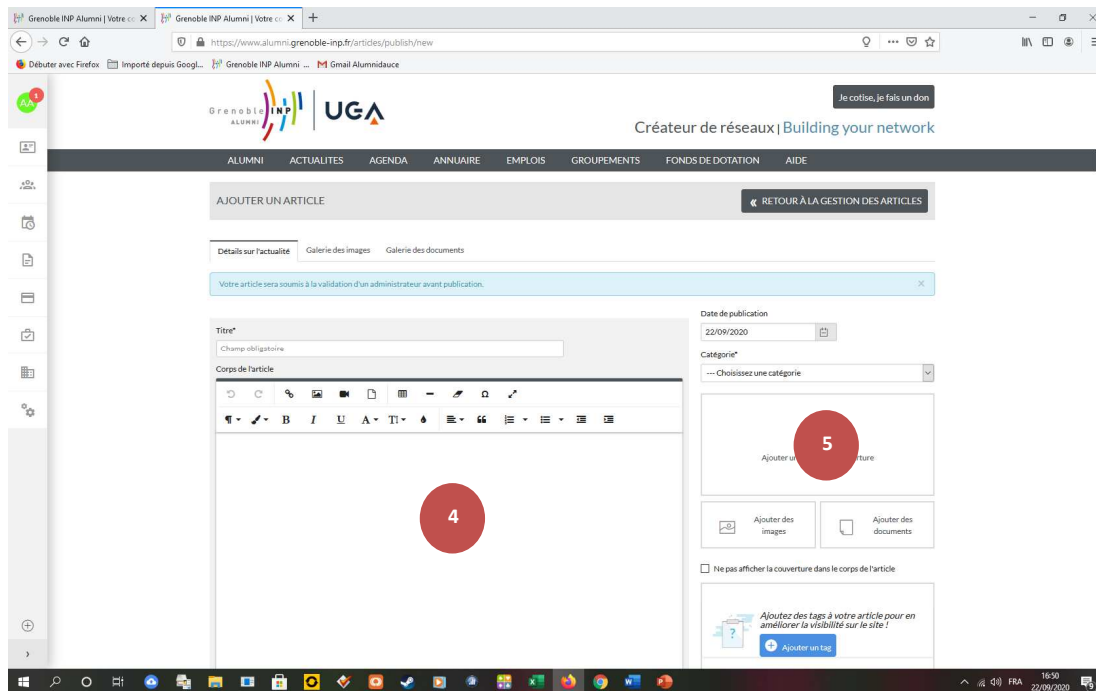 Grenoble INP Alumni | Votre co
Grenoble INP Alumni | Votre co
https://www.alumni.grenoble-inp.fr/articles/publish/new
Débuter avec Firefox
Importé depuis Googl...
Grenoble INP Alumni ...
Gmail Alumnidauce
AA
1
Grenoble INP
ALUMNI
UGA
Je cotise, je fais un don
Créateur de réseaux | Building your network
ALUMNI ACTUALITES AGENDA ANNUAIRE EMPLOIS GROUPEMENTS FONDS DE DOTATION AIDE
AJOUTER UN ARTICLE
« RETOUR À LA GESTION DES ARTICLES
Détails sur l'actualité
Galerie des images
Galerie des documents
Votre article sera soumis à la validation d'un administrateur avant publication.
Titre*
Champ obligatoire
Corps de l'article
B I U A TI
4
Date de publication
22/09/2020
Catégorie*
--- Choisissez une catégorie
Ajouter
5
Ajouter des
images
Ajouter des
documents
Ne pas afficher la couverture dans le corps de l'article
Ajoutez des tags à votre article pour en
améliorer la visibilité sur le site !
Ajouter un tag
FRA
16:50
22/09/2020